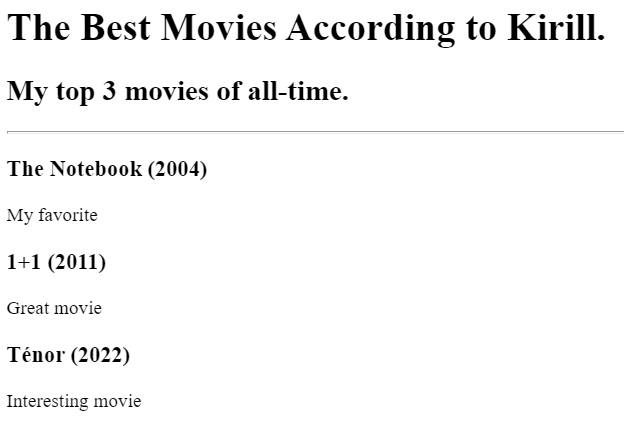 The Best Movies According to Kirill.
My top 3 movies of all-time.
The Notebook (2004)
My favorite
1+1 (2011)
Great movie
Ténor (2022)
Interesting movie